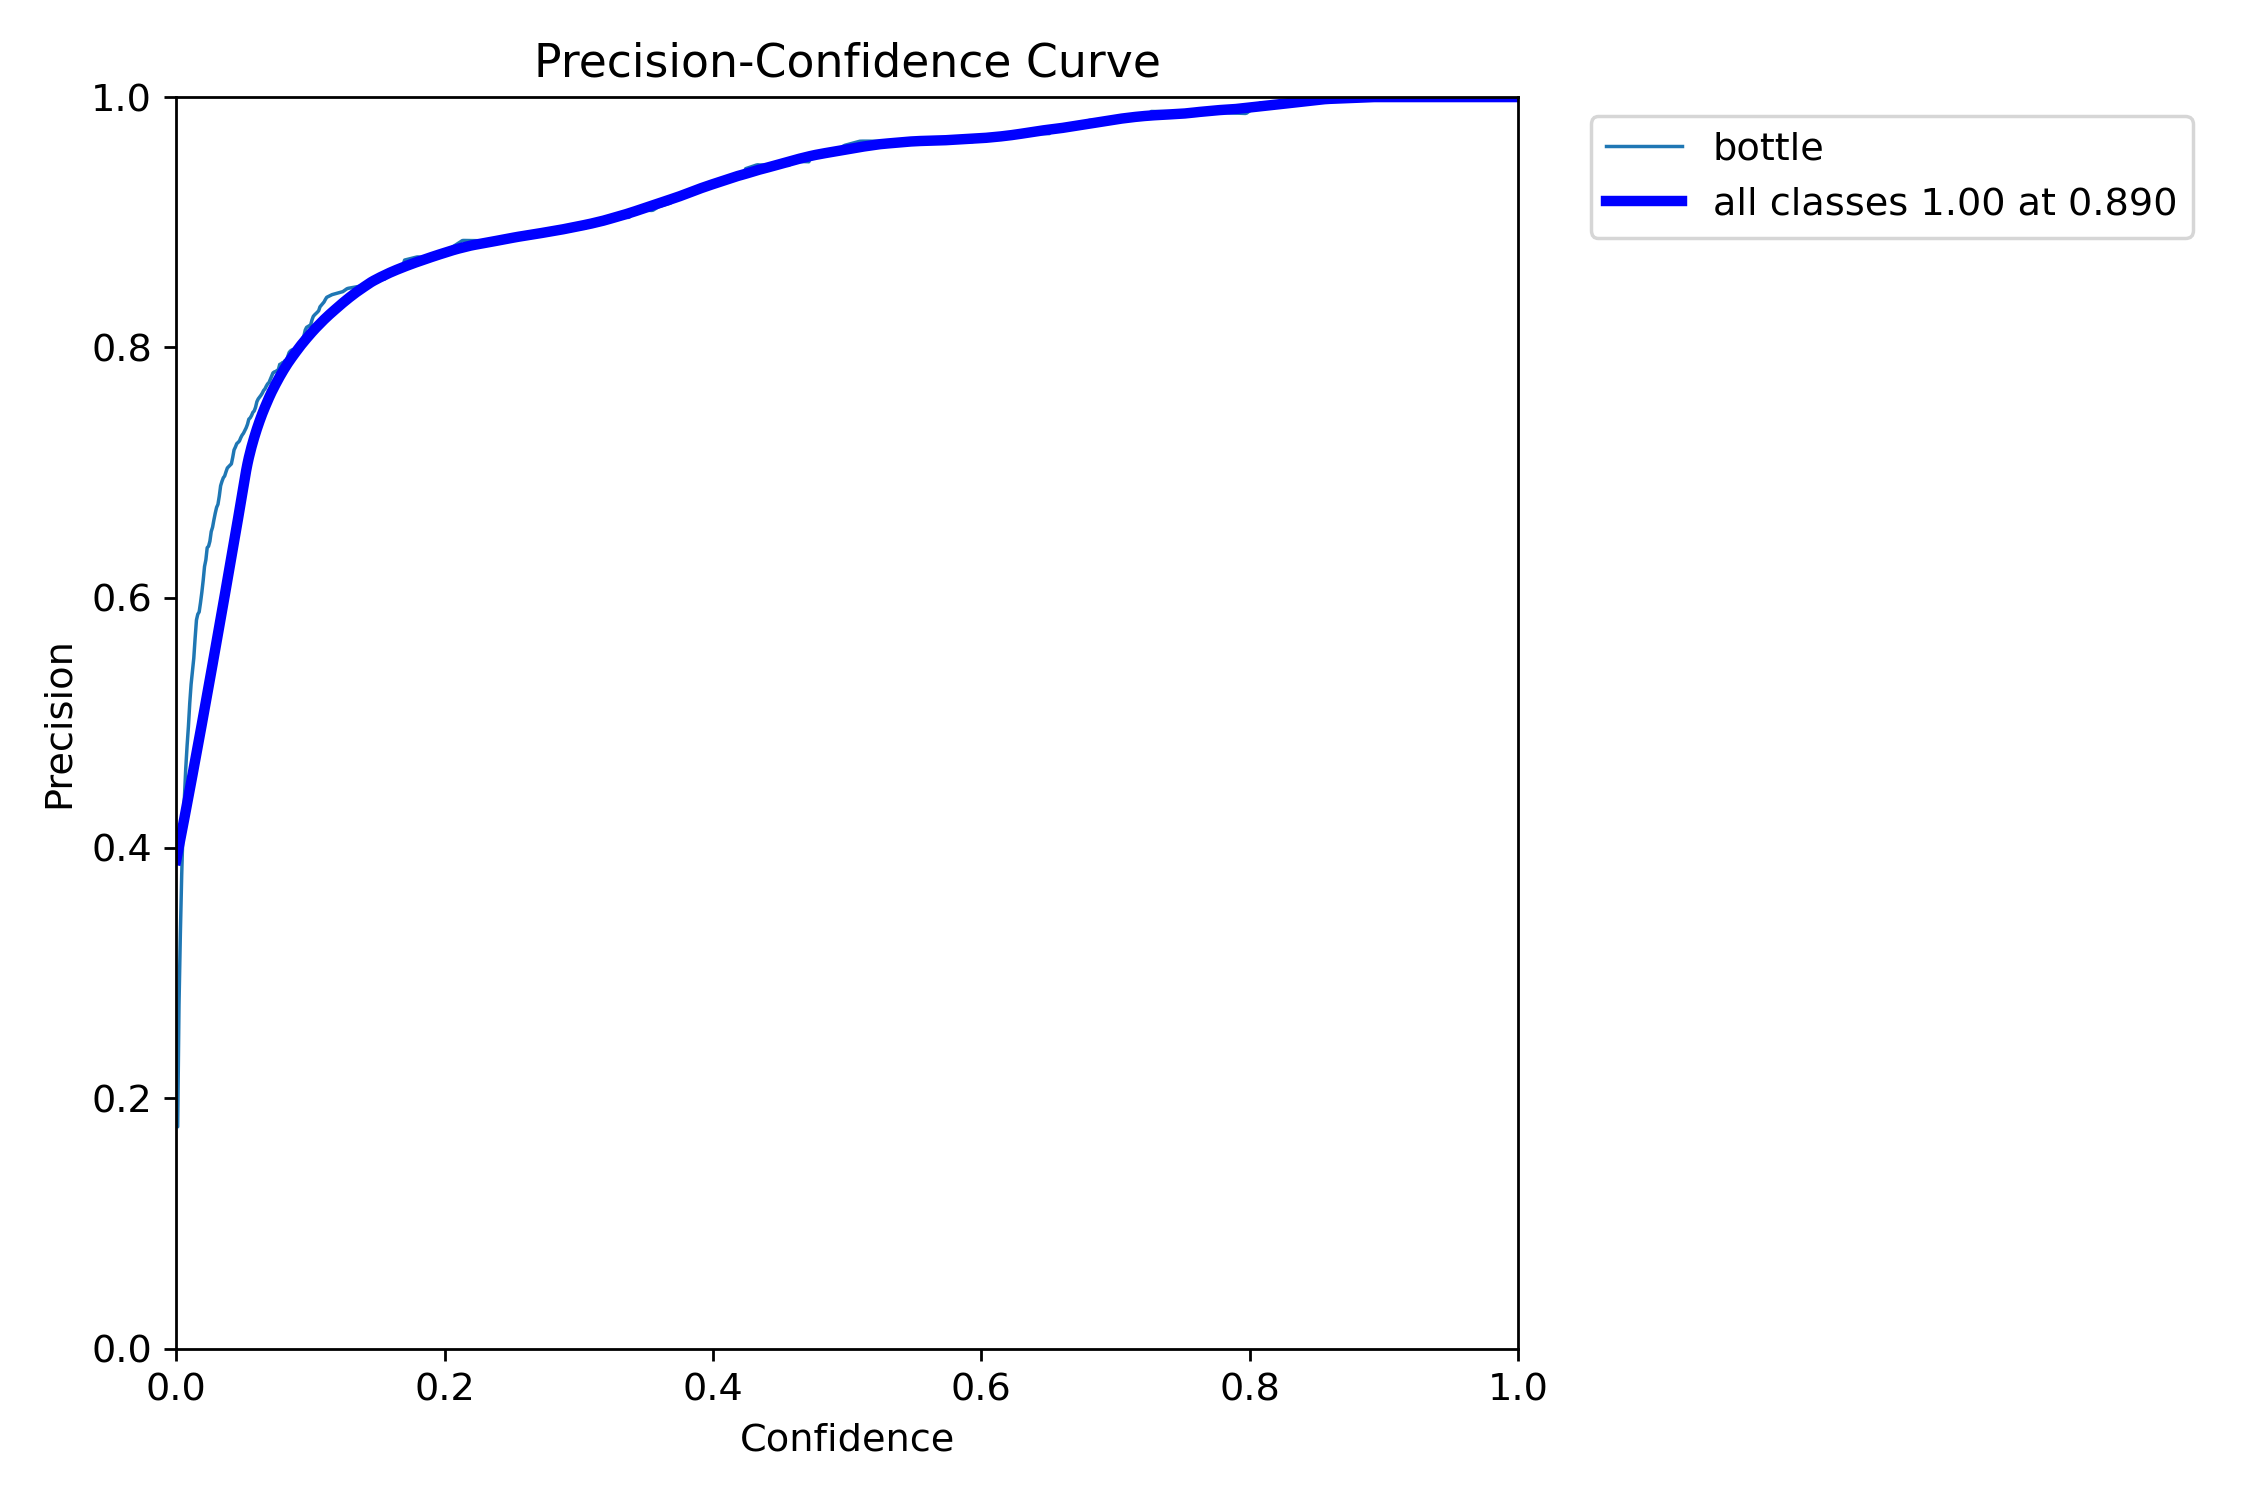 Precision-Confidence Curve
1.0
0.8
0.6
0.4
0.2
0.0
Precision
0.0 0.2 0.4 0.6 0.8 1.0
Confidence
bottle
all classes 1.00 at 0.890